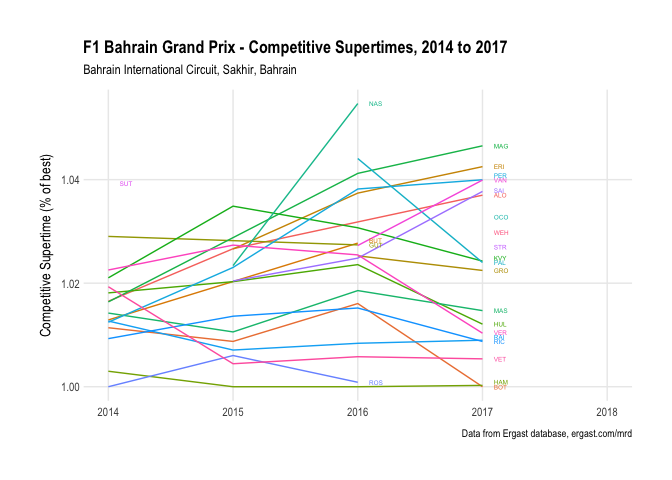 F1 Bahrain Grand Prix - Competitive Supertimes, 2014 to 2017
Bahrain International Circuit, Sakhir, Bahrain
Competitive Supertime (% of best)
1.04
1.02
1.00
NAS
MAG
ERI
PER
VAN
SAI
ALO
SUT
OCO
WEH
STR
BUT
GUT
KVY
PAL
GRO
MAS
HUL
VER
RIC
VET
ROS
HAM
BOT
2014
2015
2016
2017
2018
Data from Ergast database, ergast.com/mrd